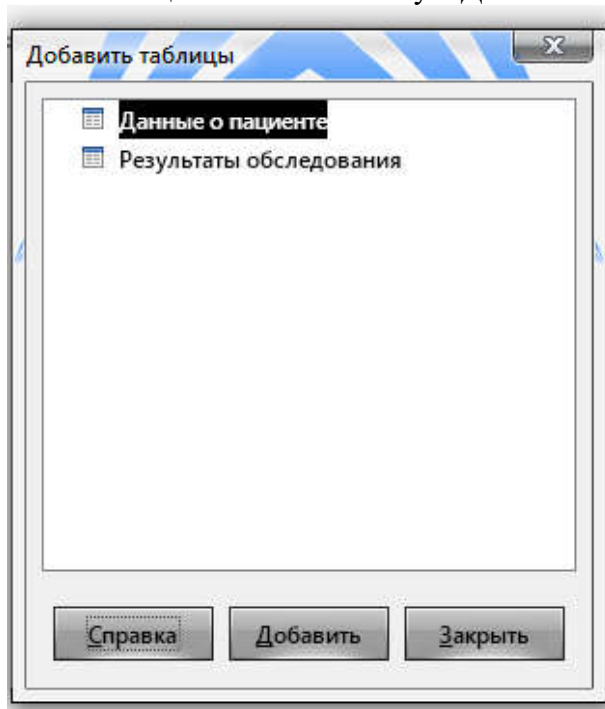 Добавить таблицы
Данные о пациенте
Результаты обследования
Справка Добавить Закрыть